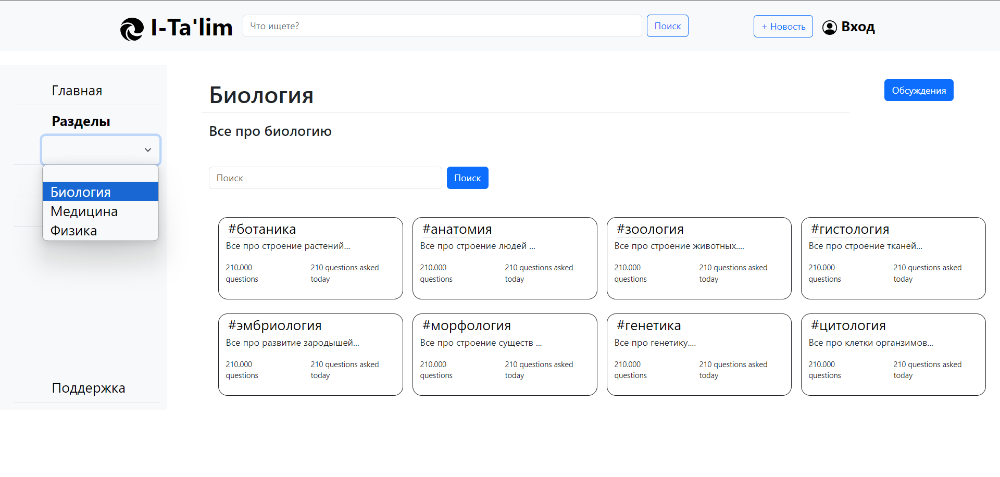 I-Ta'lim
Что ищете?
Поиск
+ Новость
Вход
Главная
Разделы
Биология
Медицина
Физика
Поддержка
Биология
Обсуждения
Все про биологию
Поиск
Поиск
#ботаника
Все про строение растений...
210.000
questions
210 questions asked
today
#анатомия
Все про строение людей ...
210.000
questions
210 questions asked
today
#зоология
Все про строение животных....
210.000
questions
210 questions asked
today
#гистология
Все про строение тканей...
210.000
questions
210 questions asked
today
#эмбриология
Все про развитие зародышей...
210.000
questions
210 questions asked
today
#морфология
Все про строение существ ...
210.000
questions
210 questions asked
today
#генетика
Все про генетику....
210.000
questions
210 questions asked
today
#цитология
Все про клетки органзимов...
210.000
questions
210 questions asked
today